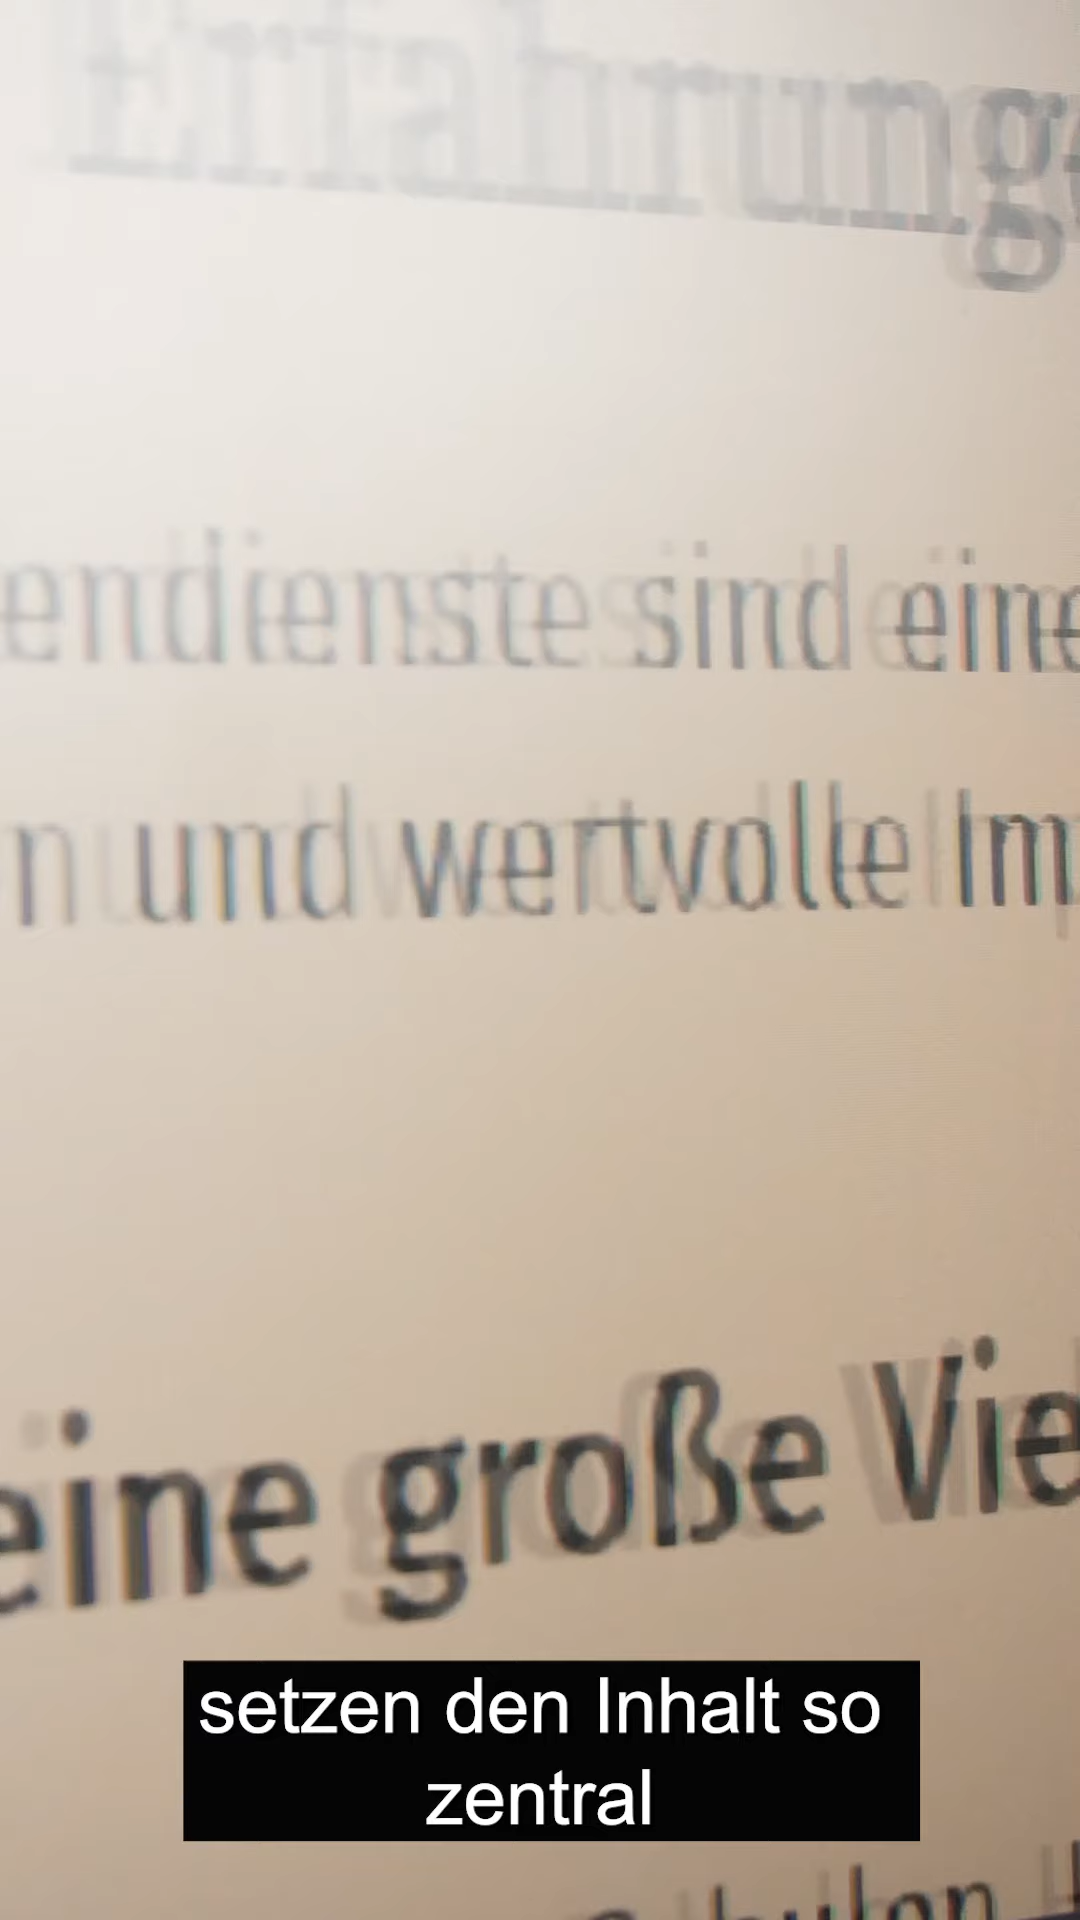 Erfahrung
endienste sind eine
n und wertvolle Im
eine große Vie
setzen den Inhalt so
zentral